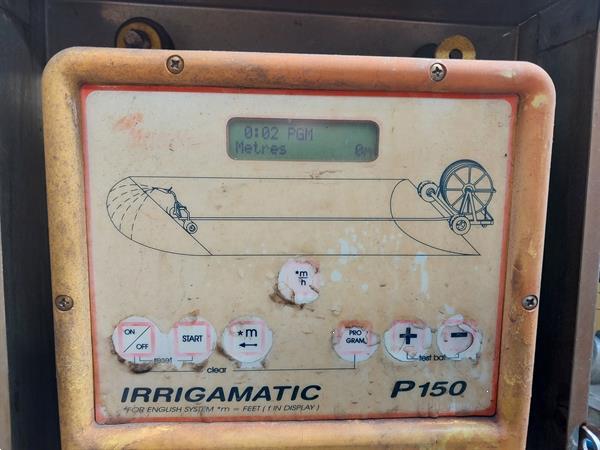 0:02 PGM
Metres 0m
*m
h
ON
OFF
START
*m
PRO
GRAM
+
−
reset
test bat
clear
IRRIGAMATIC P150
*FOR ENGLISH SYSTEM *m = FEET ( f IN DISPLAY )